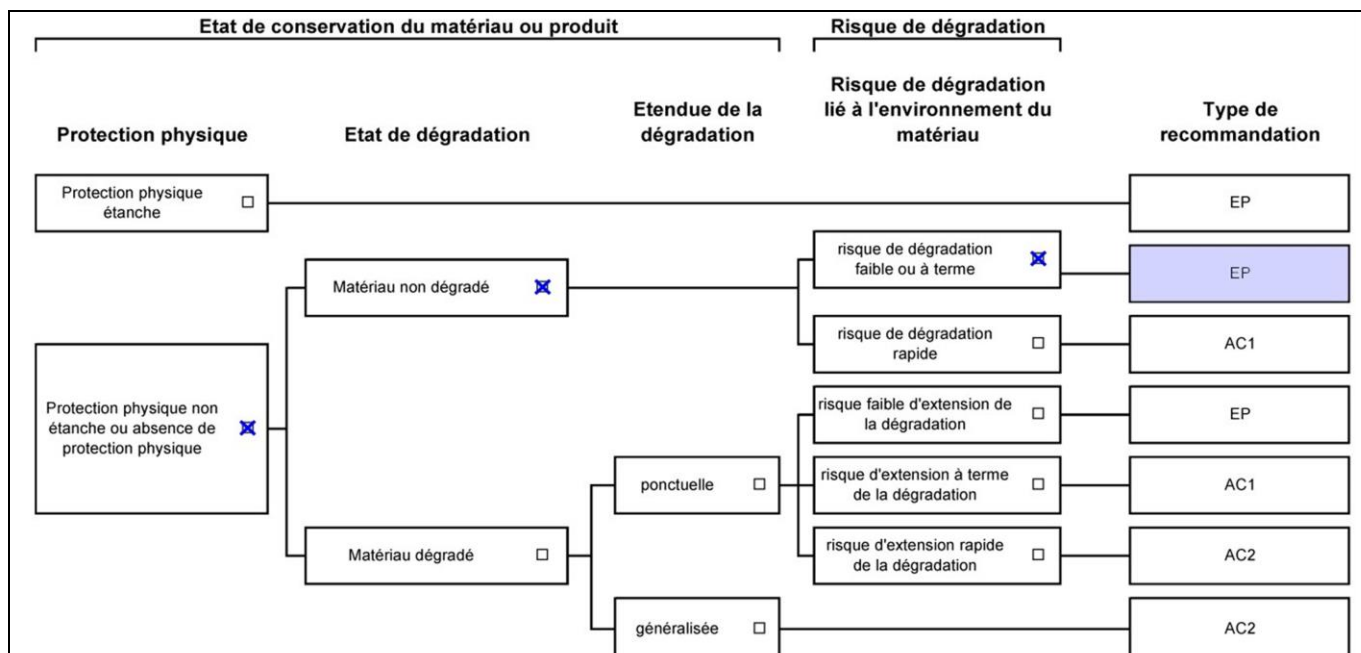 Etat de conservation du matériau ou produit
Risque de dégradation
Protection physique
Etat de dégradation
Etendue de la
dégradation
Risque de dégradation
lié à l'environnement du
matériau
Type de
recommandation
Protection physique
étanche
EP
risque de dégradation
faible ou à terme
EP
Matériau non dégradé
risque de dégradation
rapide
AC1
Protection physique non
étanche ou absence de
protection physique
risque faible d'extension de
la dégradation
EP
ponctuelle
risque d'extension à terme
de la dégradation
AC1
Matériau dégradé
risque d'extension rapide
de la dégradation
AC2
généralisée
AC2